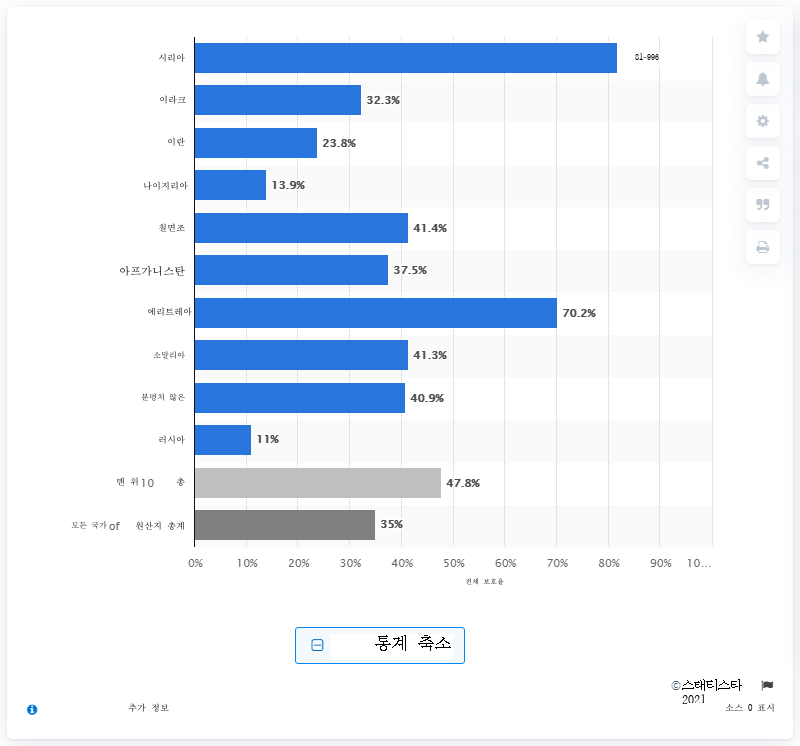 시리아 81-996
이라크 32.3%
이란 23.8%
나이지리아 13.9%
칠면조 41.4%
아프가니스탄 37.5%
에리트레아 70.2%
소말리아 41.3%
분명치 않은 40.9%
러시아 11%
맨 위10 총 47.8%
모든 국가of 원산지 총계 35%
0% 10% 20% 30% 40% 50% 60% 70% 80% 90% 10...
전체 보호율
통계 축소
©스태티스타
2021
추가 정보 소스 0 표시